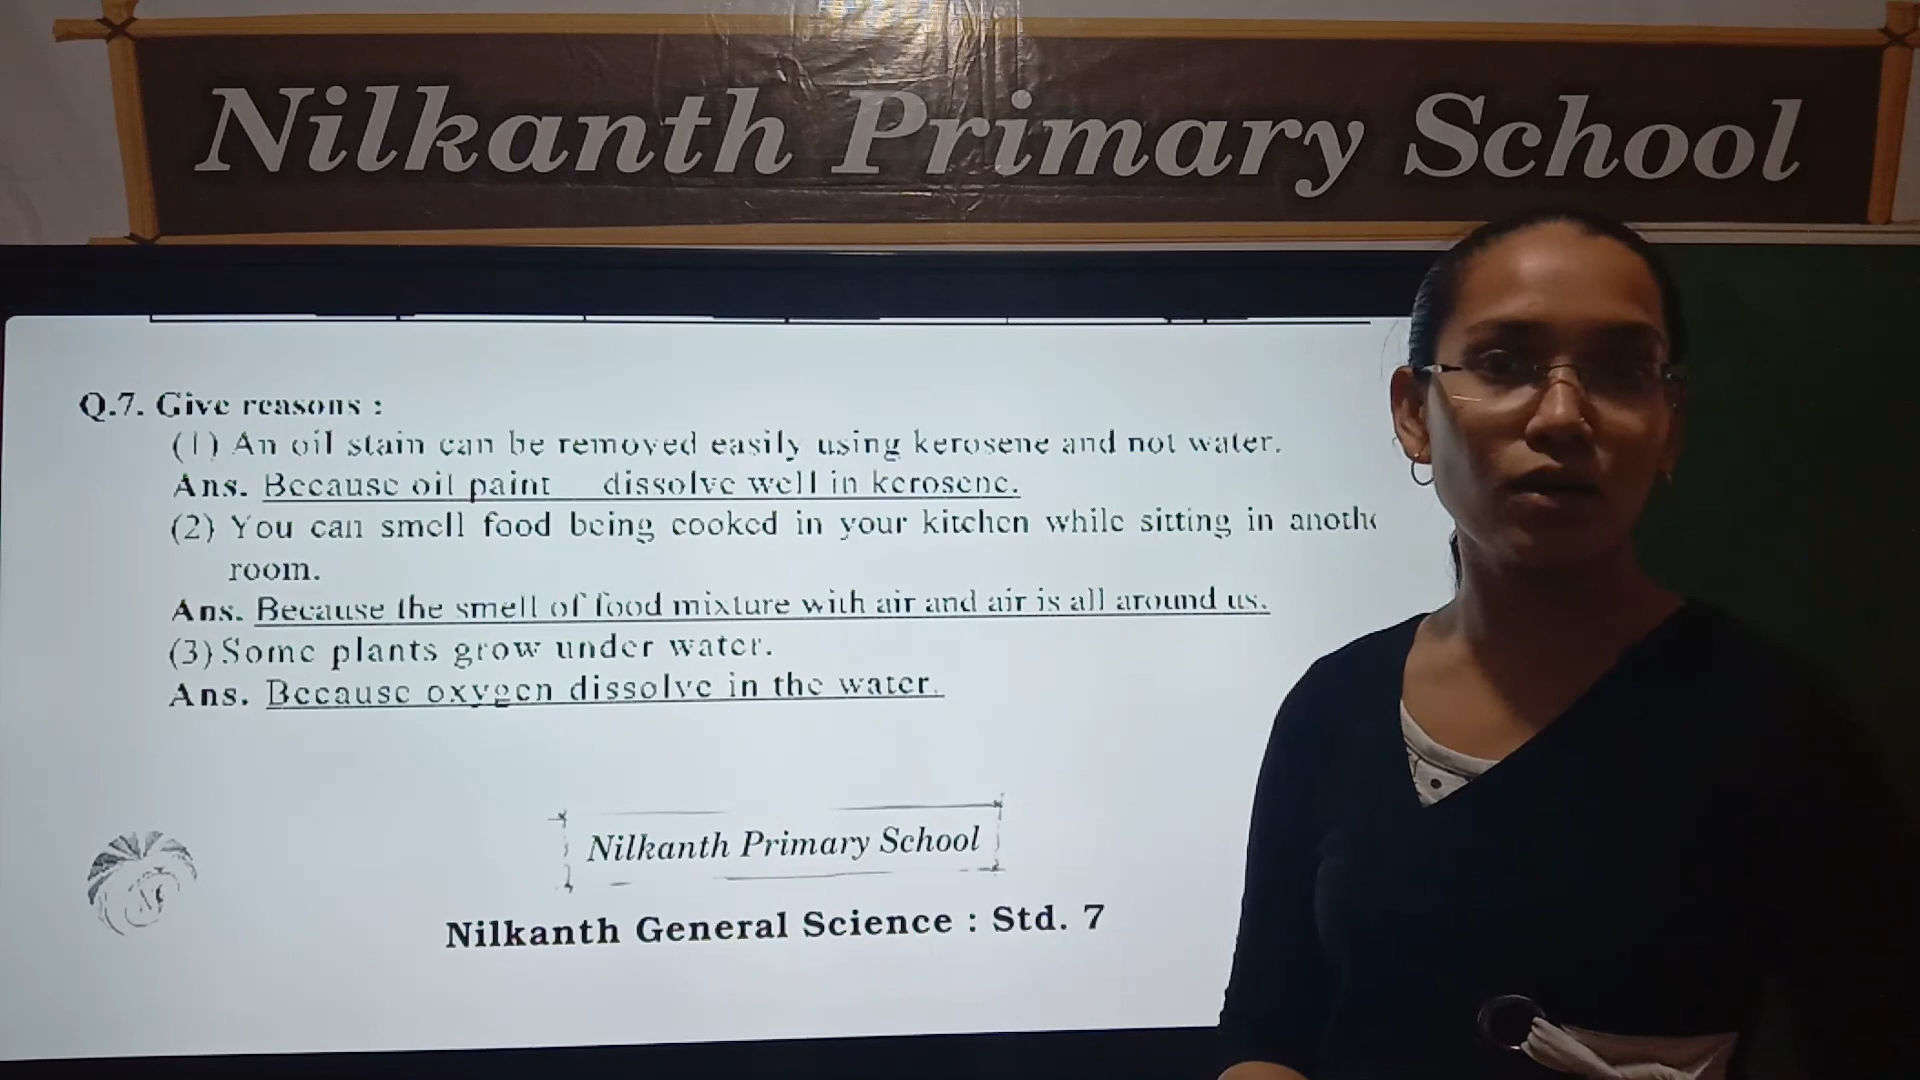 Nilkanth Primary School
Q.7. Give reasons :
(1) An oil stain can be removed easily using kerosene and not water.
Ans. Because oil paint dissolve well in kerosene.
(2) You can smell food being cooked in your kitchen while sitting in anothe
room.
Ans. Because the smell of food mixture with air and air is all around us.
(3) Some plants grow under water.
Ans. Because oxygen dissolve in the water.
Nilkanth Primary School
Nilkanth General Science : Std. 7